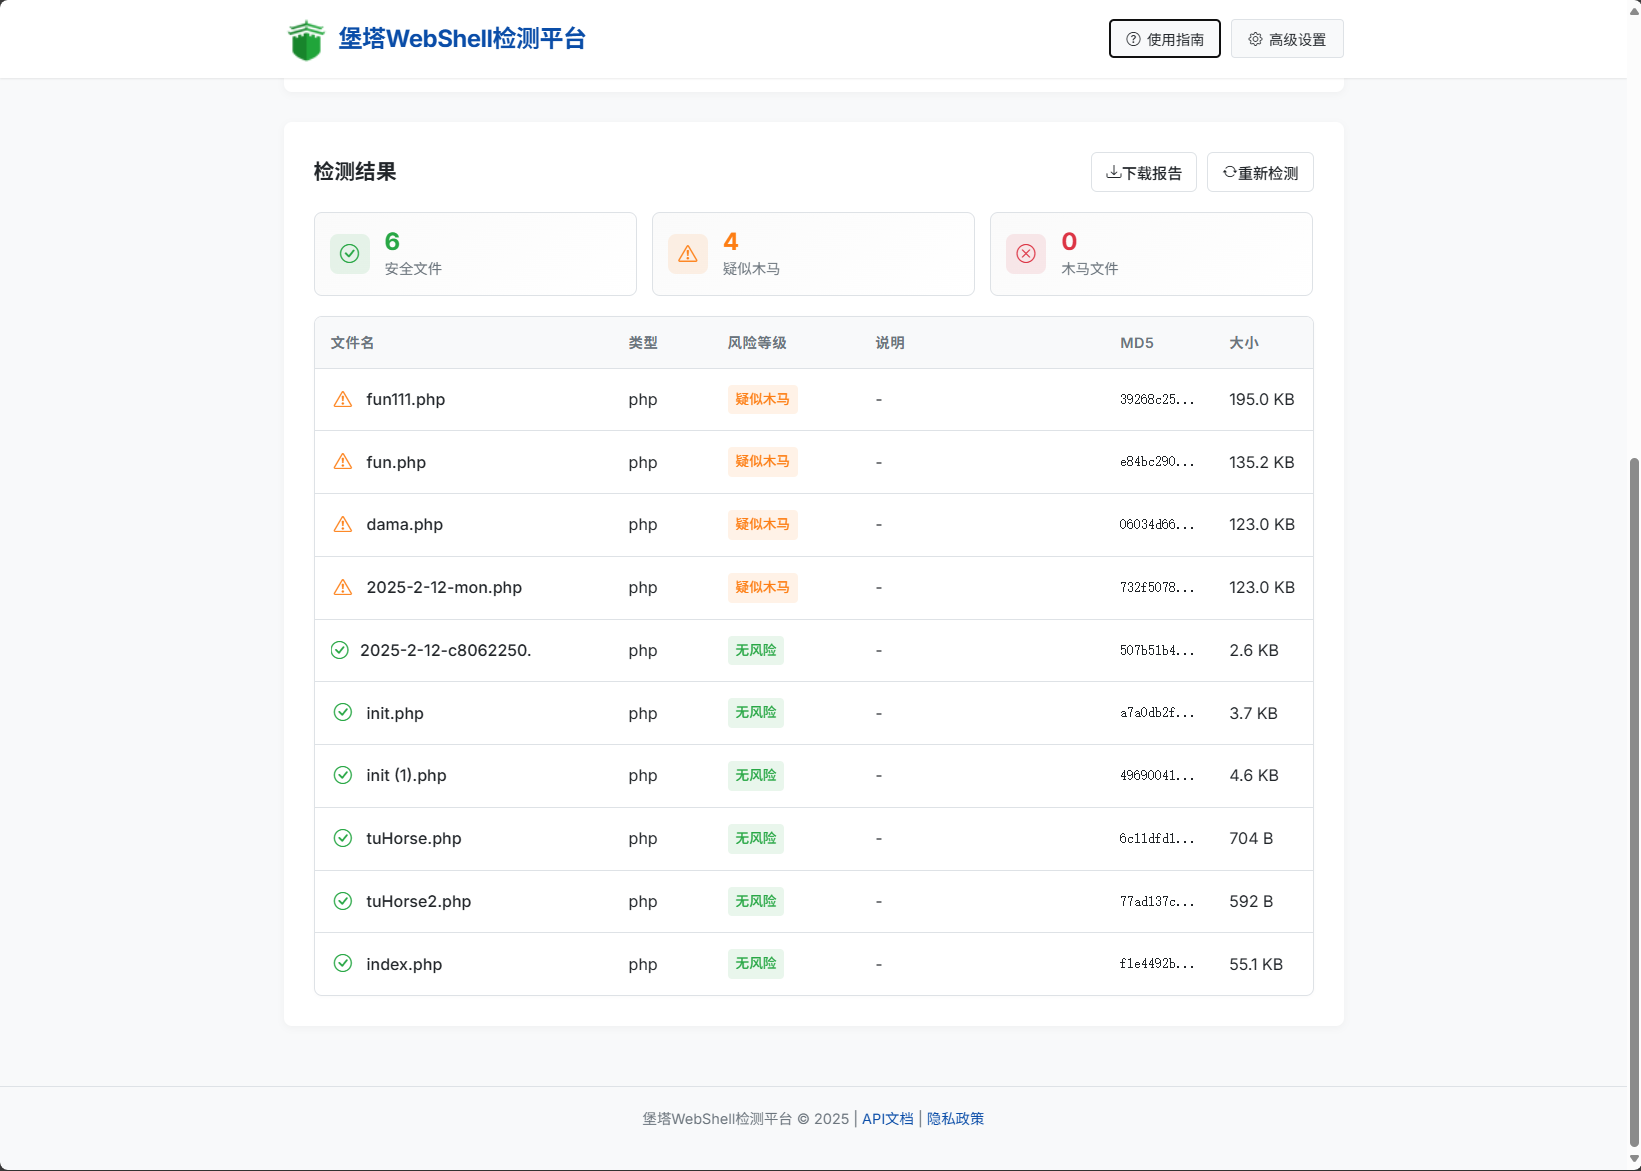 堡塔WebShell检测平台
使用指南
高级设置
检测结果
下载报告
重新检测
6
安全文件
4
疑似木马
0
木马文件
文件名 类型 风险等级 说明 MD5 大小
fun111.php php 疑似木马 - 39268c25... 195.0 KB
fun.php php 疑似木马 - e84bc290... 135.2 KB
dama.php php 疑似木马 - 06034d66... 123.0 KB
2025-2-12-mon.php php 疑似木马 - 732f5078... 123.0 KB
2025-2-12-c8062250. php 无风险 - 507b51b4... 2.6 KB
init.php php 无风险 - a7a0db2f... 3.7 KB
init (1).php php 无风险 - 49690041... 4.6 KB
tuHorse.php php 无风险 - 6c11dfd1... 704 B
tuHorse2.php php 无风险 - 77ad137c... 592 B
index.php php 无风险 - f1e4492b... 55.1 KB
堡塔WebShell检测平台 © 2025 | API文档 | 隐私政策